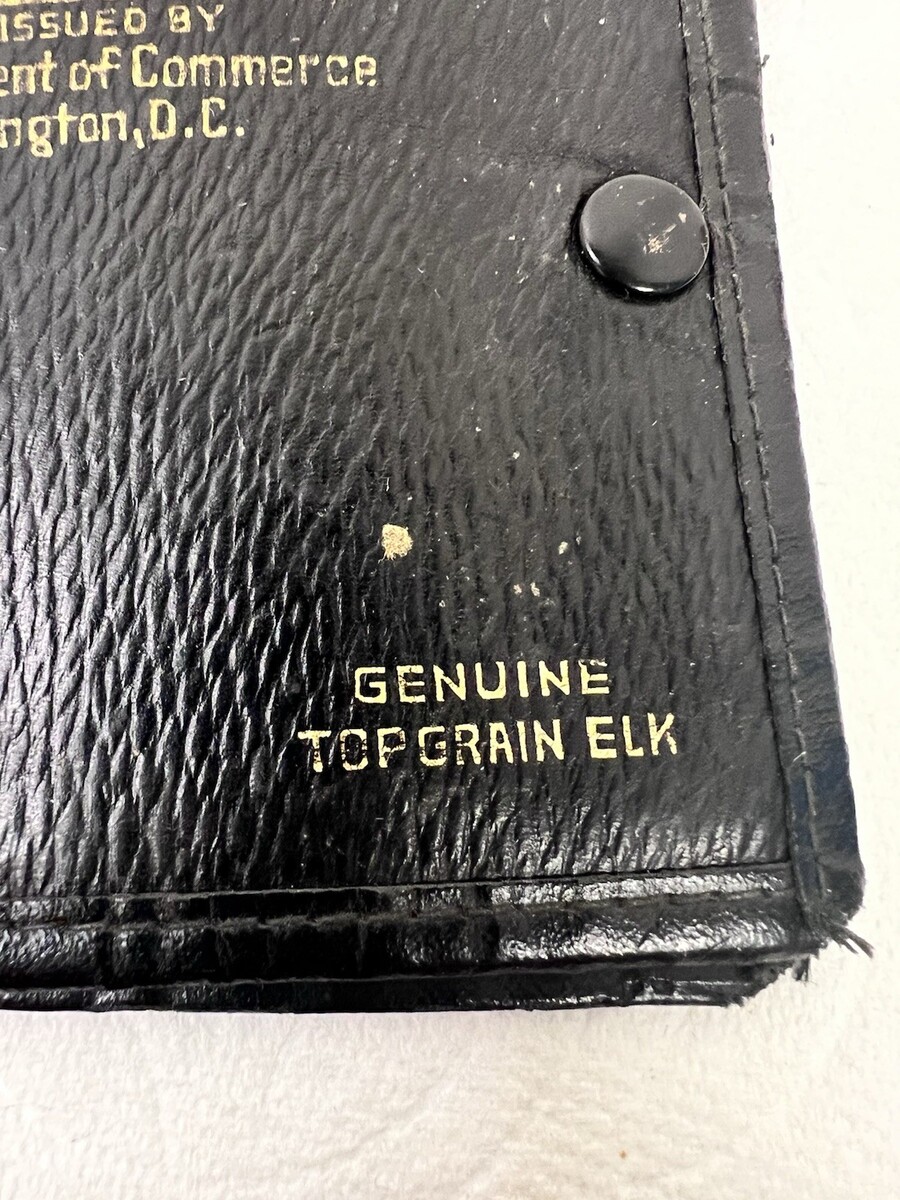 ISSUED BY
ent of Commerce
ngton, D.C.
GENUINE
TOPGRAIN ELK